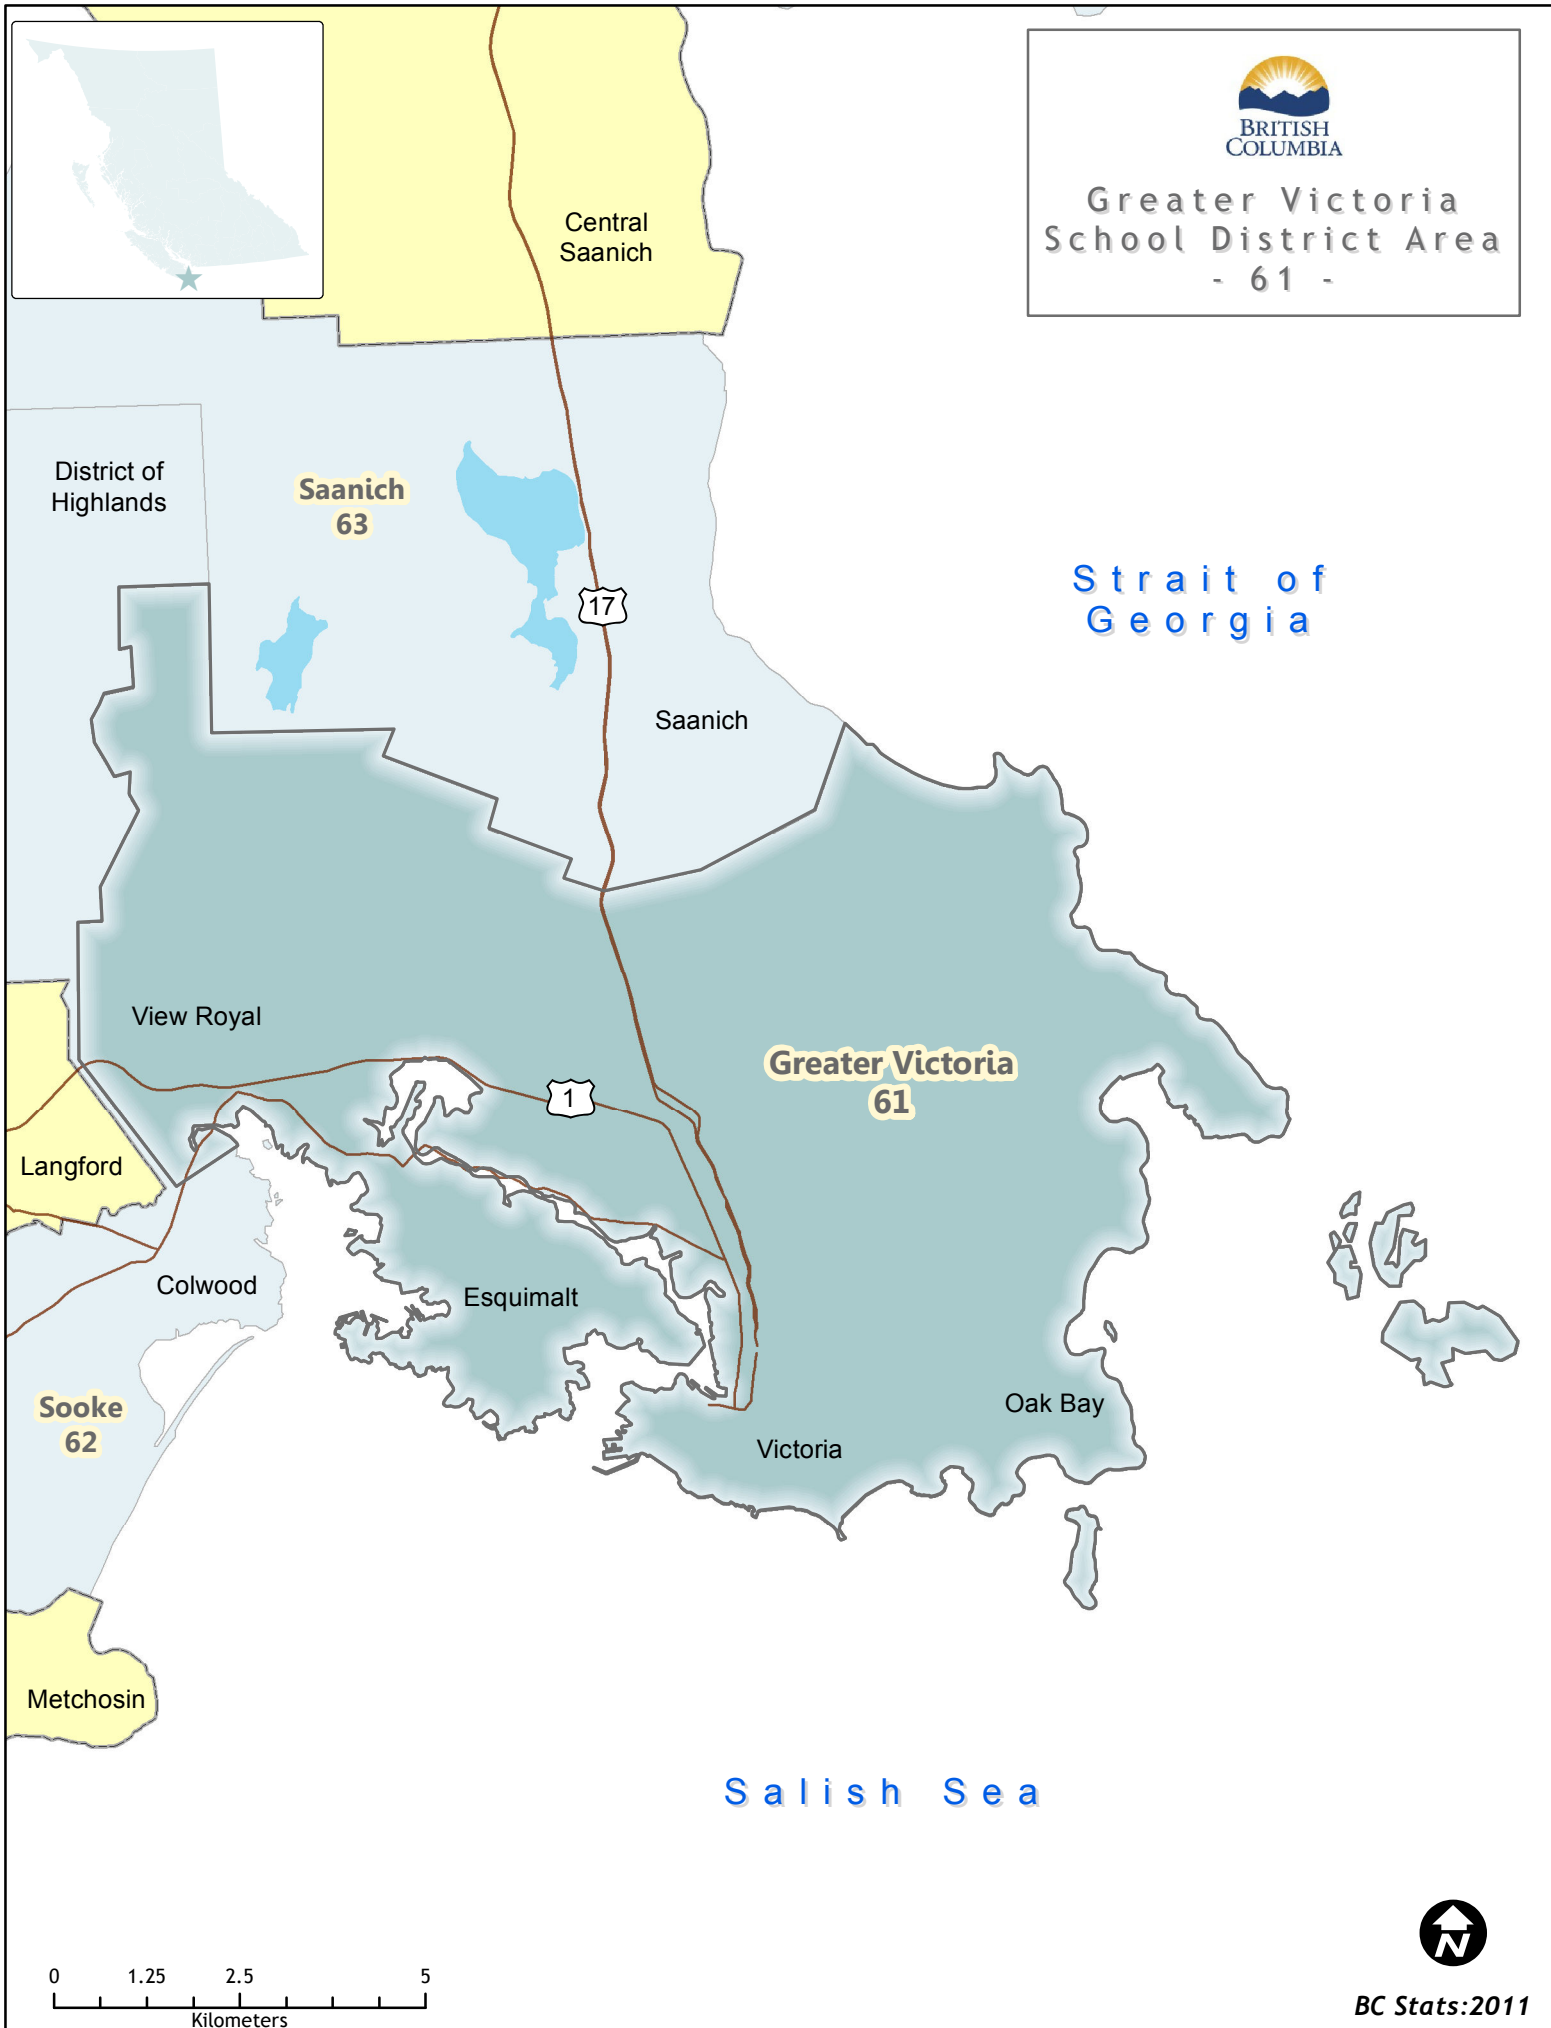 BRITISH
COLUMBIA
Greater Victoria
School District Area
- 61 -
Central
Saanich
District of
Highlands
Saanich
63
Strait of
Georgia
17
Saanich
View Royal
Greater Victoria
61
1
Langford
Colwood
Esquimalt
Sooke
62
Oak Bay
Victoria
Metchosin
Salish Sea
N
0 1.25 2.5 5
Kilometers
BC Stats:2011